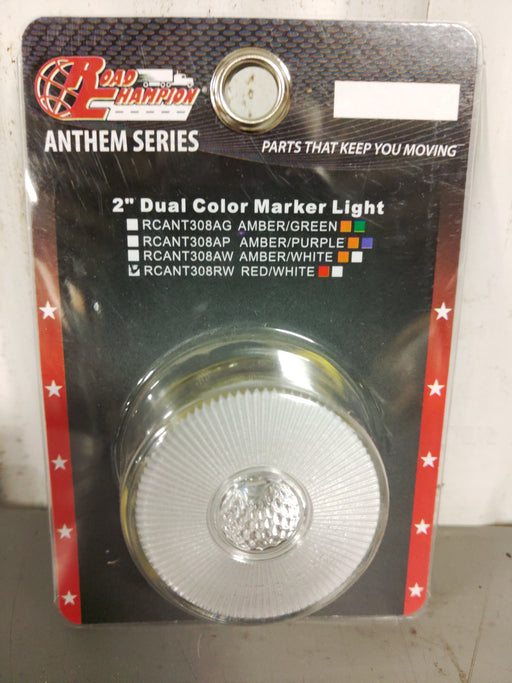 ROAD
CHAMPION
ANTHEM SERIES
PARTS THAT KEEP YOU MOVING
2" Dual Color Marker Light
RCANT308AG AMBER/GREEN
RCANT308AP AMBER/PURPLE
RCANT308AW AMBER/WHITE
RCANT308RW RED/WHITE